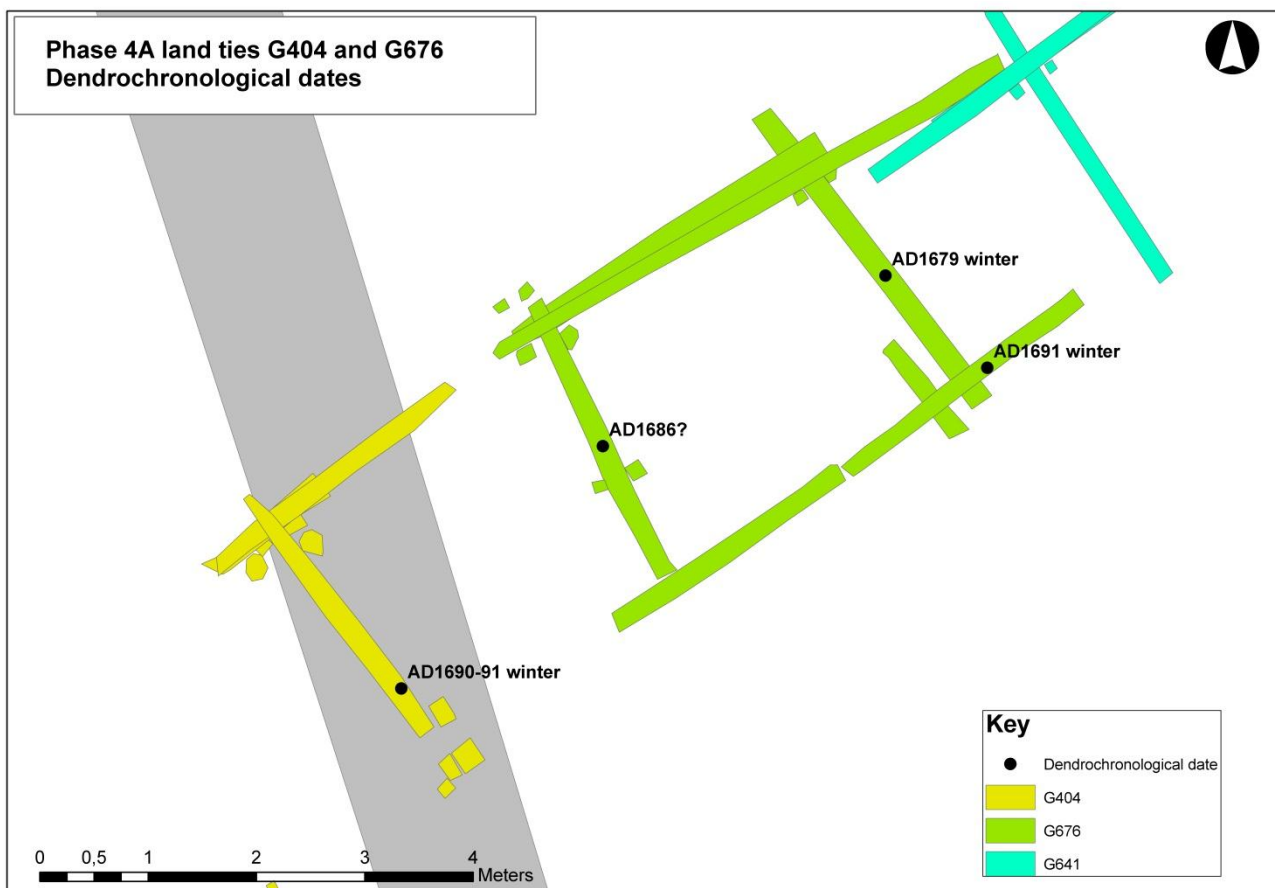 Phase 4A land ties G404 and G676
Dendrochronological dates
AD1679 winter
AD1691 winter
AD1686?
AD1690-91 winter
Key
Dendrochronological date
G404
G676
G641
0 0,5 1 2 3 4
Meters